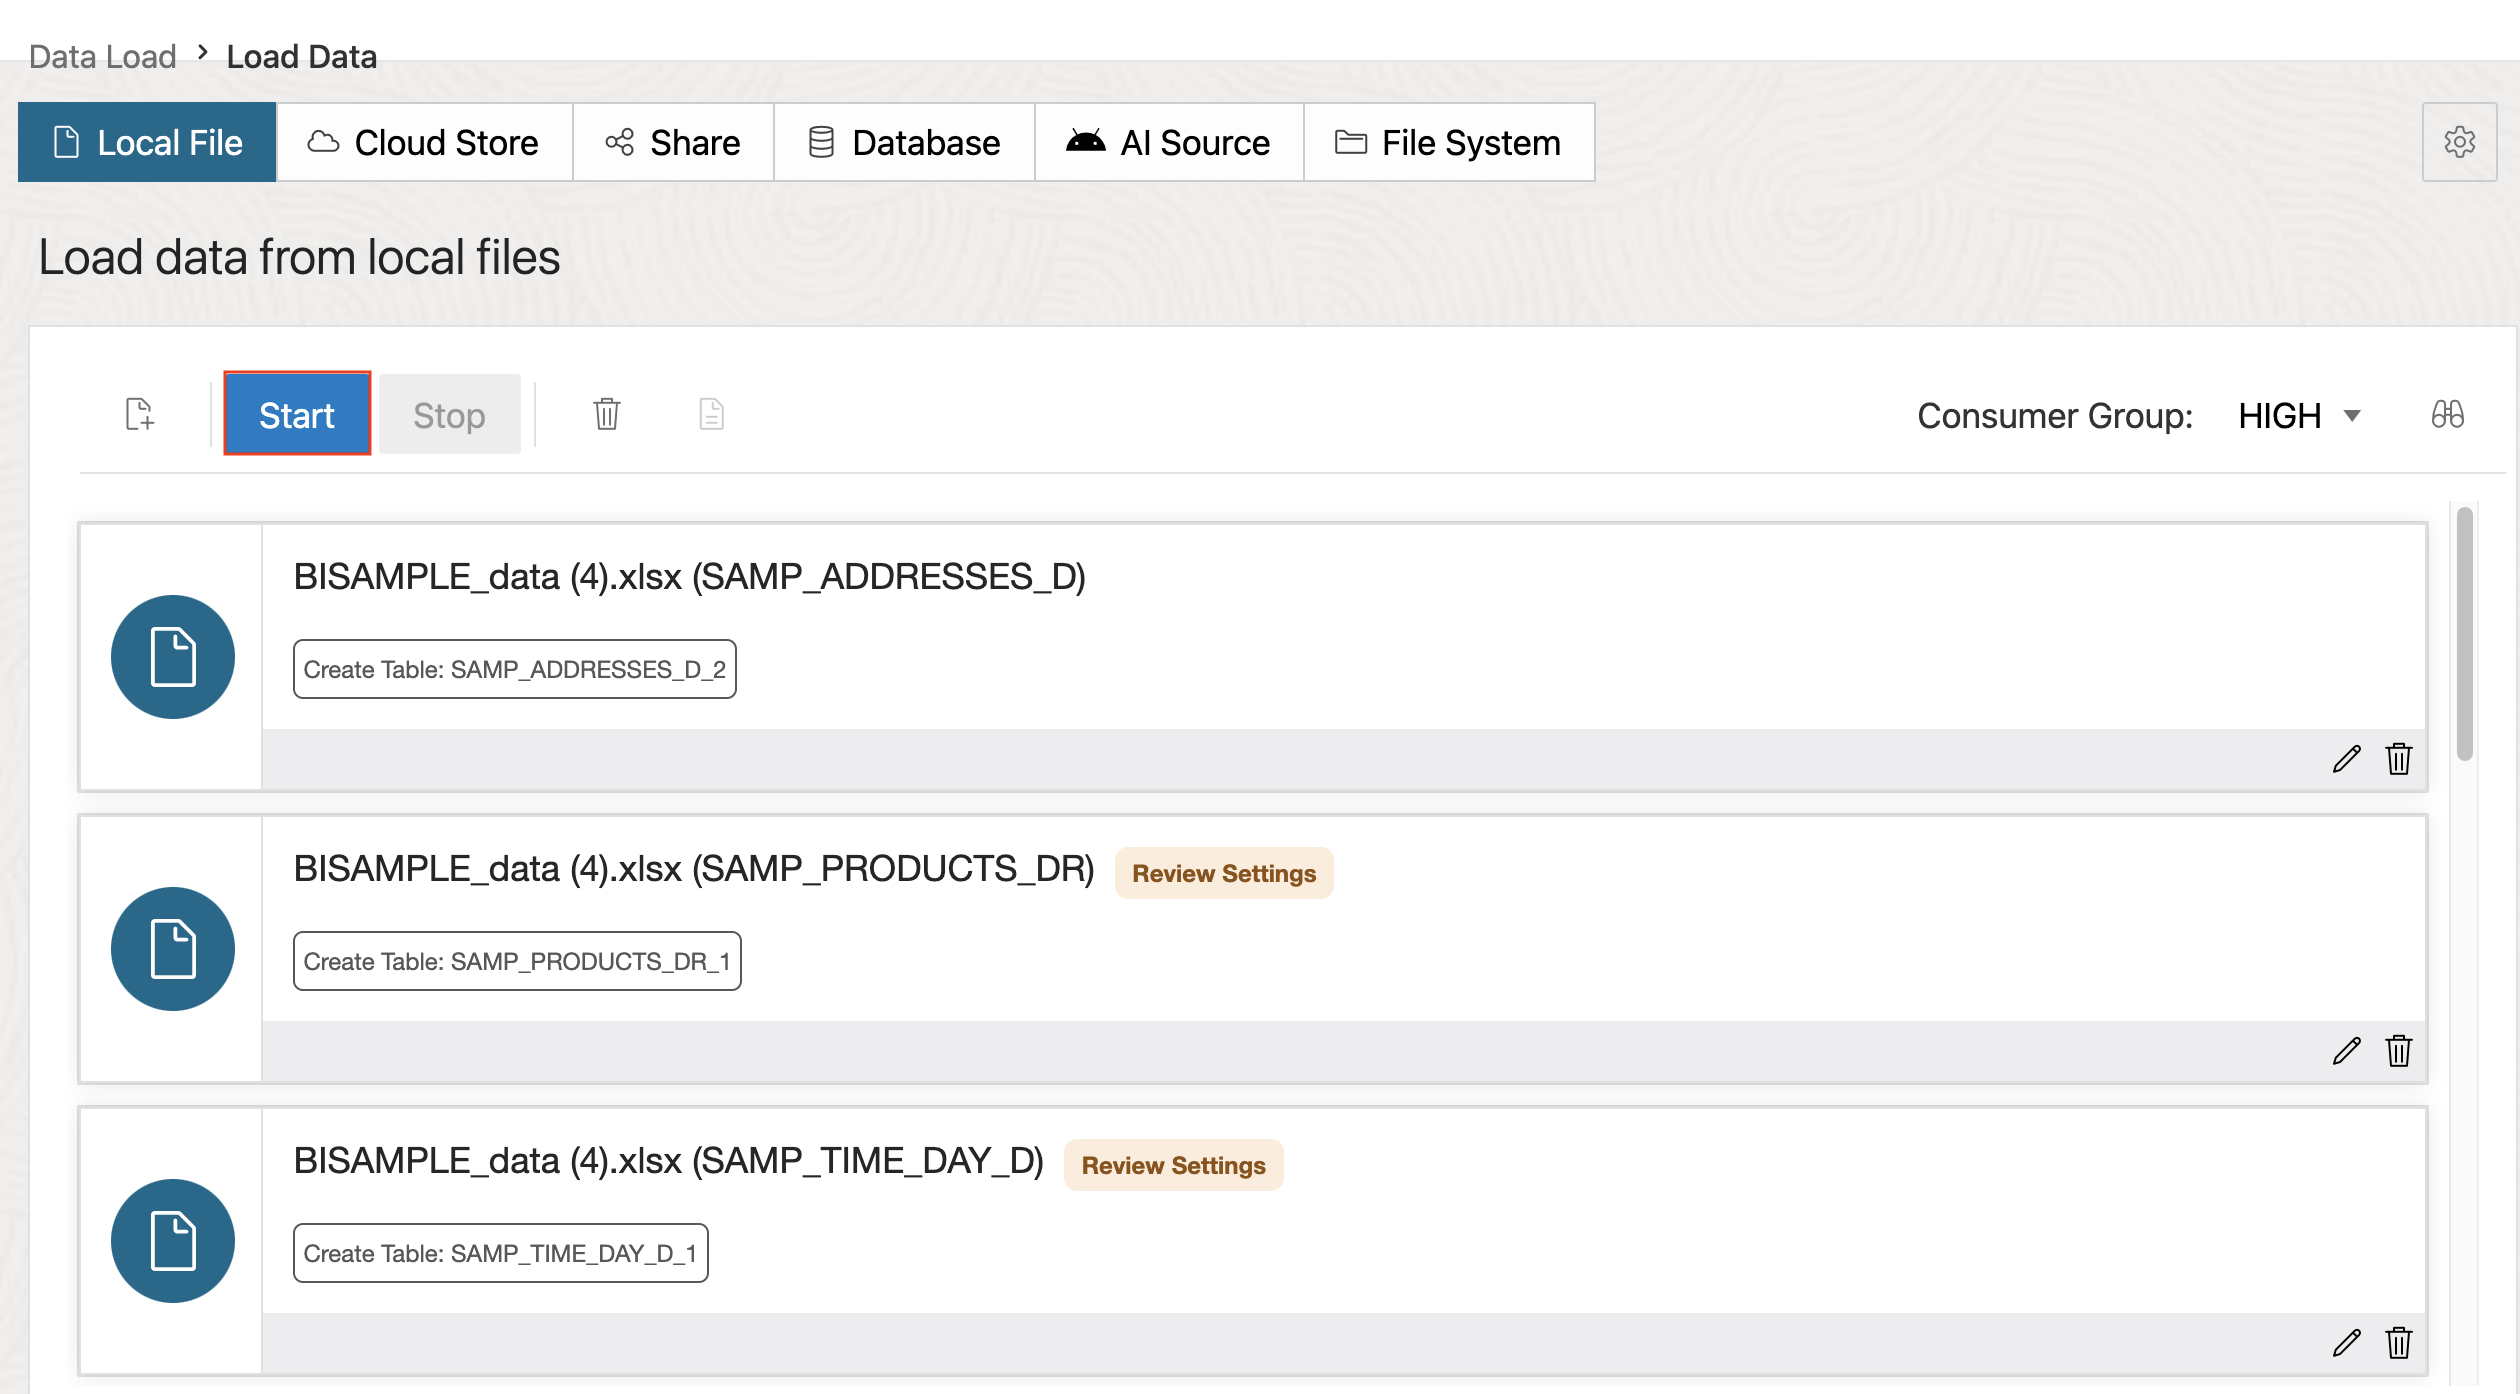 Data Load > Load Data
Local File Cloud Store Share Database AI Source File System
Load data from local files
Start Stop Consumer Group: HIGH
BISAMPLE_data (4).xlsx (SAMP_ADDRESSES_D)
Create Table: SAMP_ADDRESSES_D_2
BISAMPLE_data (4).xlsx (SAMP_PRODUCTS_DR) Review Settings
Create Table: SAMP_PRODUCTS_DR_1
BISAMPLE_data (4).xlsx (SAMP_TIME_DAY_D) Review Settings
Create Table: SAMP_TIME_DAY_D_1